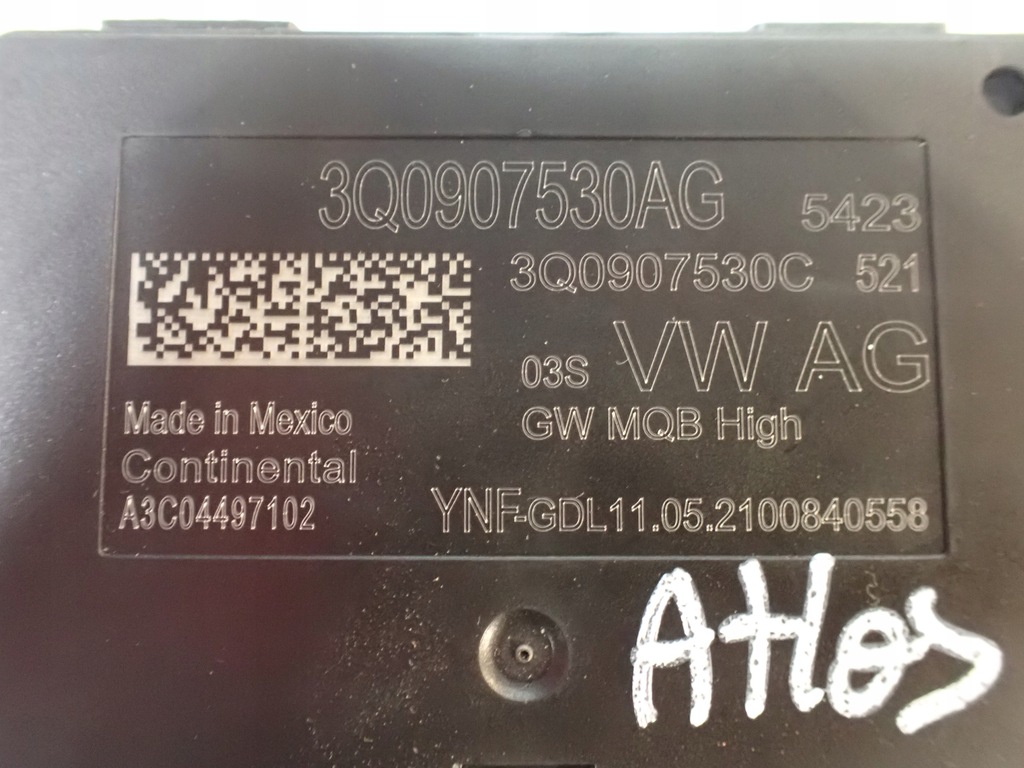 3Q0907530AG 5423
3Q0907530C 521
03S VW AG
Made in Mexico GW MQB High
Continental
A3C04497102 YNF-GDL11.05.2100840558
Atlos